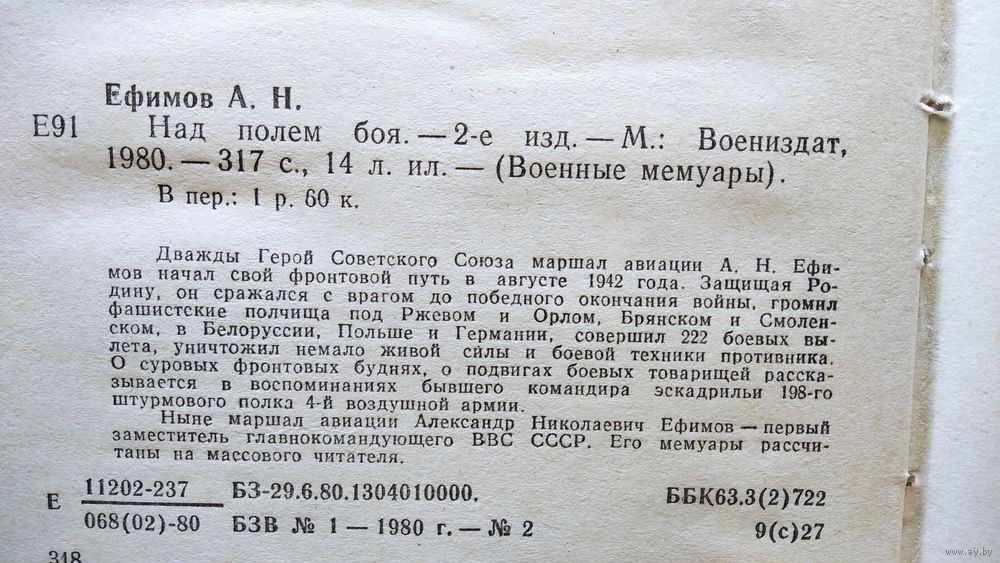 Ефимов А. Н.
Е91 Над полем боя. — 2-е изд. — М.: Воениздат,
1980. — 317 с., 14 л. ил. — (Военные мемуары).
В пер.: 1 р. 60 к.
Дважды Герой Советского Союза маршал авиации А. Н. Ефи-
мов начал свой фронтовой путь в августе 1942 года. Защищая Ро-
дину, он сражался с врагом до победного окончания войны, громил
фашистские полчища под Ржевом и Орлом, Брянском и Смолен-
ском, в Белоруссии, Польше и Германии, совершил 222 боевых вы-
лета, уничтожил немало живой силы и боевой техники противника.
О суровых фронтовых буднях, о подвигах боевых товарищей расска-
зывается в воспоминаниях бывшего командира эскадрильи 198-го
штурмового полка 4-й воздушной армии.
Ныне маршал авиации Александр Николаевич Ефимов — первый
заместитель главнокомандующего ВВС СССР. Его мемуары рассчи-
таны на массового читателя.
Е 11202-237 БЗ-29.6.80.1304010000. ББК63.3(2)722
068(02)-80 БЗВ № 1 — 1980 г. — № 2 9(с)27
318
www.ay.by